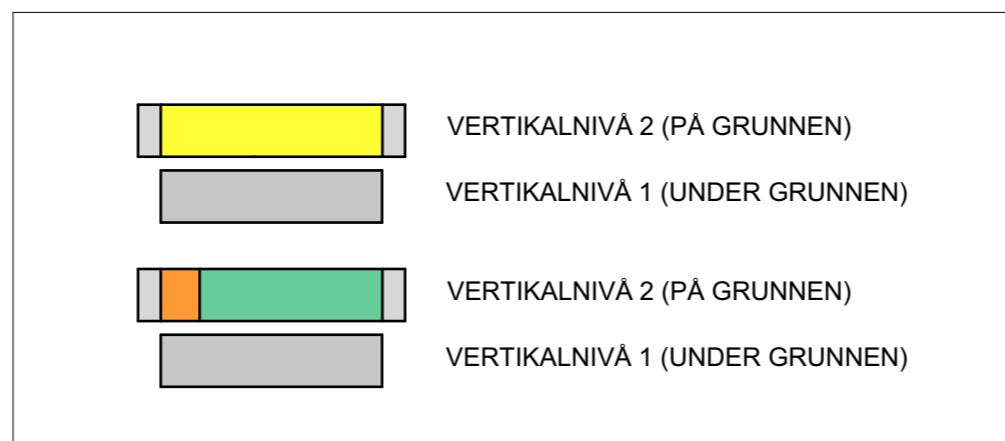 VERTIKALNIVÅ 2 (PÅ GRUNNEN)
VERTIKALNIVÅ 1 (UNDER GRUNNEN)
VERTIKALNIVÅ 2 (PÅ GRUNNEN)
VERTIKALNIVÅ 1 (UNDER GRUNNEN)